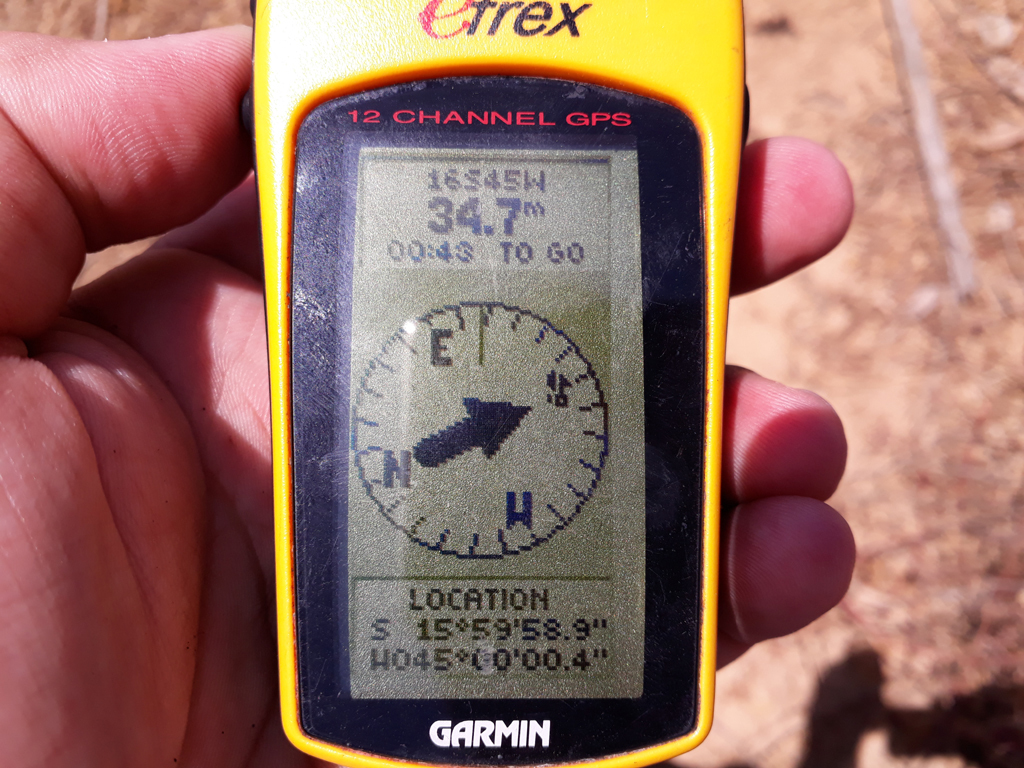 etrex
12 CHANNEL GPS
16S45W
34.7m
00:43 TO GO
E
S
N
W
LOCATION
S 15°59'58.9"
W045°00'00.4"
GARMIN